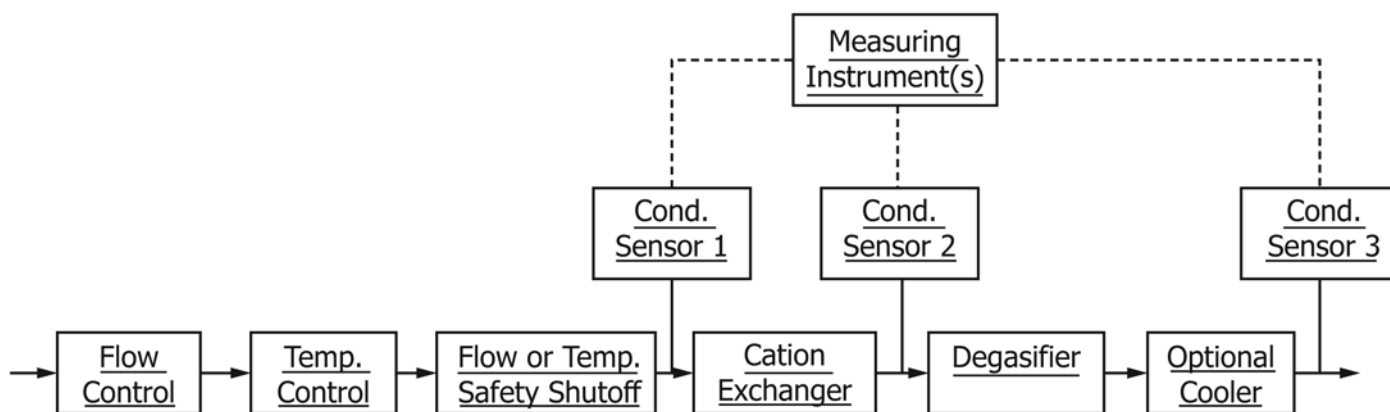 Measuring
Instrument(s)
Cond.
Sensor 1
Cond.
Sensor 2
Cond.
Sensor 3
Flow
Control
Temp.
Control
Flow or Temp.
Safety Shutoff
Cation
Exchanger
Degasifier
Optional
Cooler